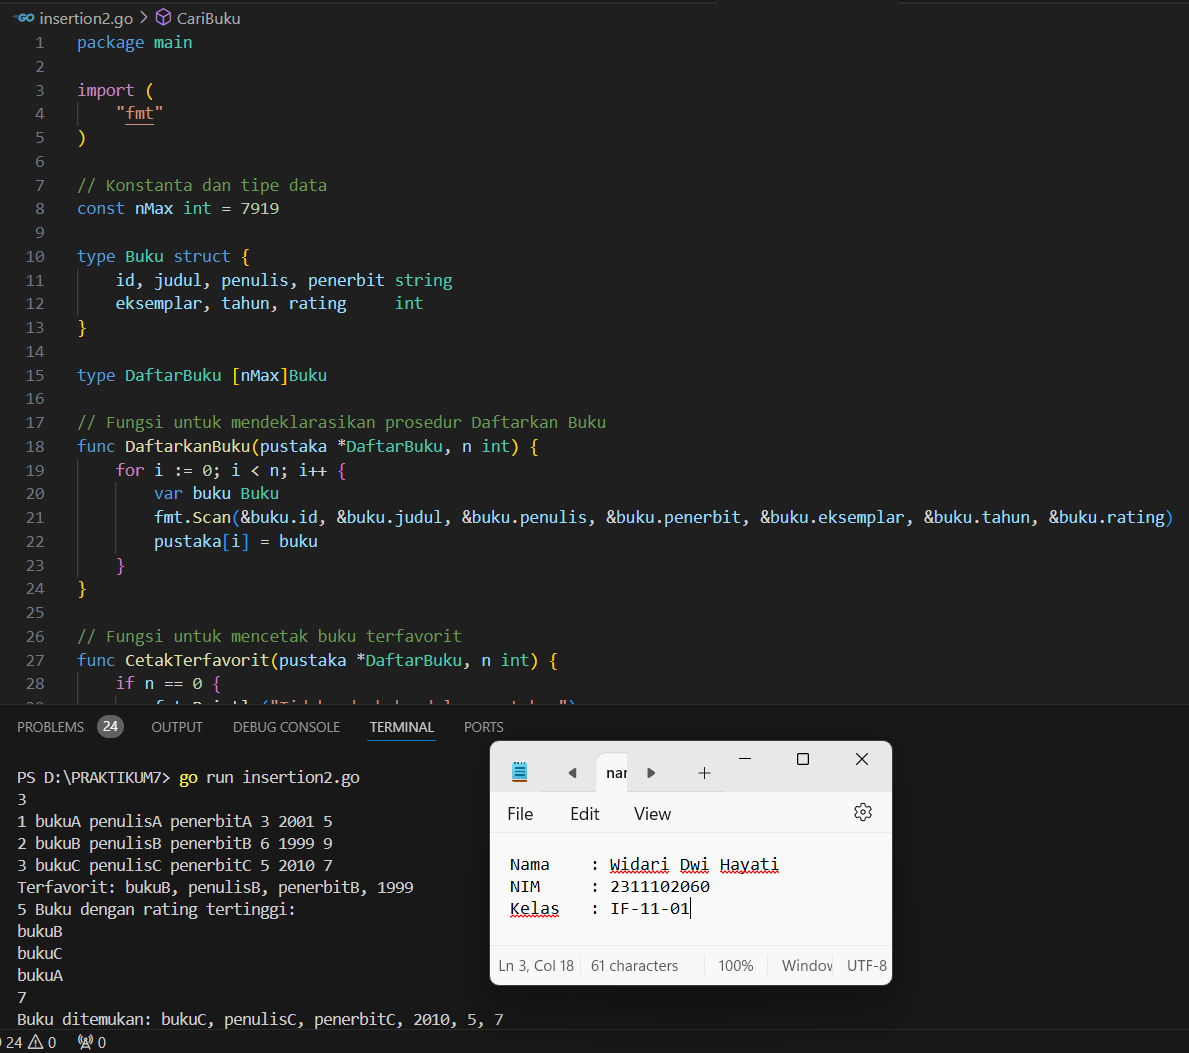 insertion2.go > CariBuku
1 package main
2
3 import (
4 "fmt"
5 )
6
7 // Konstanta dan tipe data
8 const nMax int = 7919
9
10 type Buku struct {
11 id, judul, penulis, penerbit string
12 eksemplar, tahun, rating int
13 }
14
15 type DaftarBuku [nMax]Buku
16
17 // Fungsi untuk mendeklarasikan prosedur Daftarkan Buku
18 func DaftarkanBuku(pustaka *DaftarBuku, n int) {
19 for i := 0; i < n; i++ {
20 var buku Buku
21 fmt.Scan(&buku.id, &buku.judul, &buku.penulis, &buku.penerbit, &buku.eksemplar, &buku.tahun, &buku.rating)
22 pustaka[i] = buku
23 }
24 }
25
26 // Fungsi untuk mencetak buku terfavorit
27 func CetakTerfavorit(pustaka *DaftarBuku, n int) {
28 if n == 0 {
PROBLEMS 24 OUTPUT DEBUG CONSOLE TERMINAL PORTS
PS D:\PRAKTIKUM7> go run insertion2.go
3
1 bukuA penulisA penerbitA 3 2001 5
2 bukuB penulisB penerbitB 6 1999 9
3 bukuC penulisC penerbitC 5 2010 7
Terfavorit: bukuB, penulisB, penerbitB, 1999
5 Buku dengan rating tertinggi:
bukuB
bukuC
bukuA
7
Buku ditemukan: bukuC, penulisC, penerbitC, 2010, 5, 7
File Edit View
Nama : Widari Dwi Hayati
NIM : 2311102060
Kelas : IF-11-01
Ln 3, Col 18 61 characters 100% Window UTF-8
24 0 0